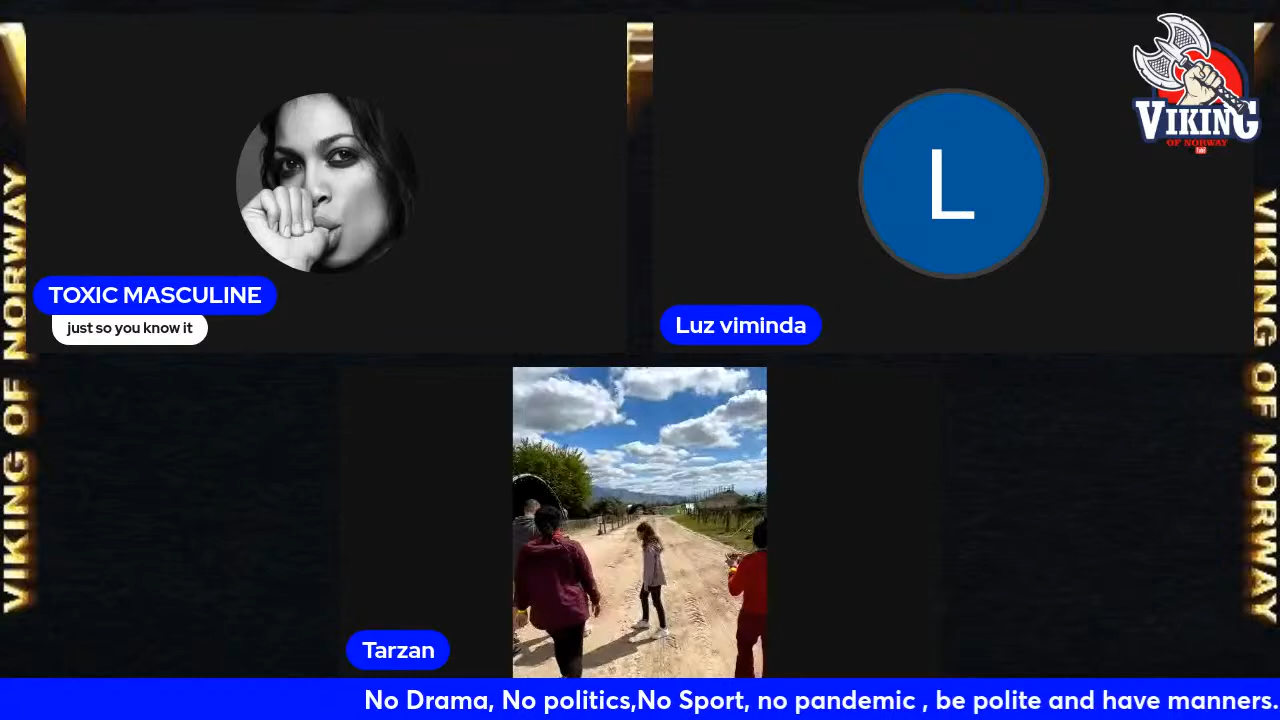 VIKING OF NORWAY
TOXIC MASCULINE
just so you know it
L
Luz viminda
VIKING
OF NORWAY
VIKING OF NORWAY
Tarzan
No Drama, No politics,No Sport, no pandemic , be polite and have manners.